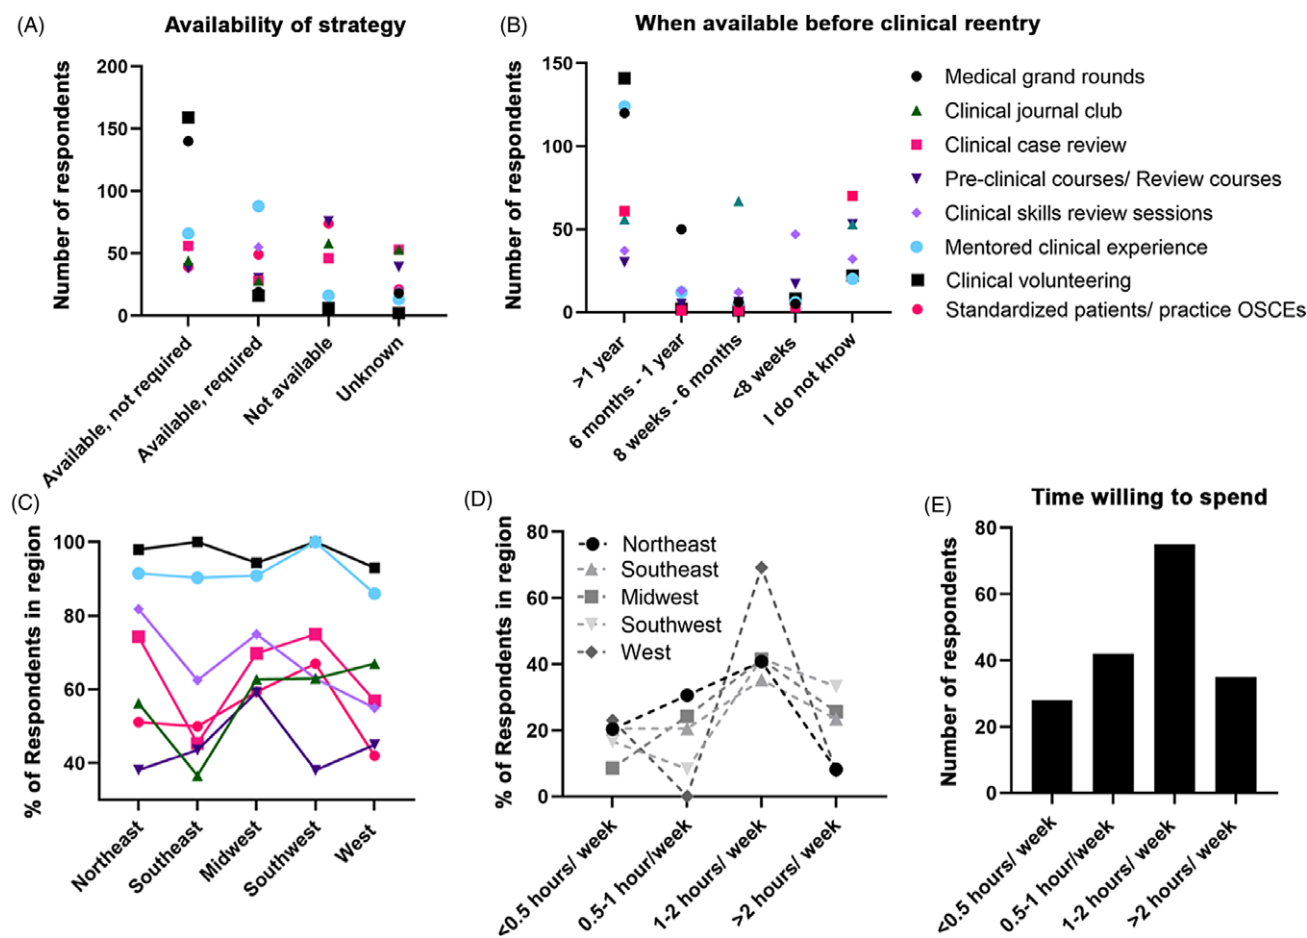 (A) Availability of strategy
Number of respondents
200
150
100
50
0
Available, not required
Available, required
Not available
Unknown
(B) When available before clinical reentry
Number of respondents
150
100
50
0
>1 year
6 months - 1 year
8 weeks - 6 months
<8 weeks
I do not know
Medical grand rounds
Clinical journal club
Clinical case review
Pre-clinical courses/ Review courses
Clinical skills review sessions
Mentored clinical experience
Clinical volunteering
Standardized patients/ practice OSCEs
(C)
% of Respondents in region
100
80
60
40
Northeast
Southeast
Midwest
Southwest
West
(D)
% of Respondents in region
80
60
40
20
0
Northeast
Southeast
Midwest
Southwest
West
<0.5 hours/ week
0.5-1 hour/week
1-2 hours/ week
>2 hours/ week
(E) Time willing to spend
Number of respondents
80
60
40
20
0
<0.5 hours/ week
0.5-1 hour/week
1-2 hours/ week
>2 hours/ week